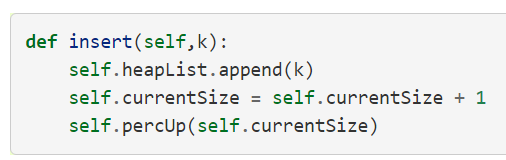 def insert(self,k):
    self.heapList.append(k)
    self.currentSize = self.currentSize + 1
    self.percUp(self.currentSize)